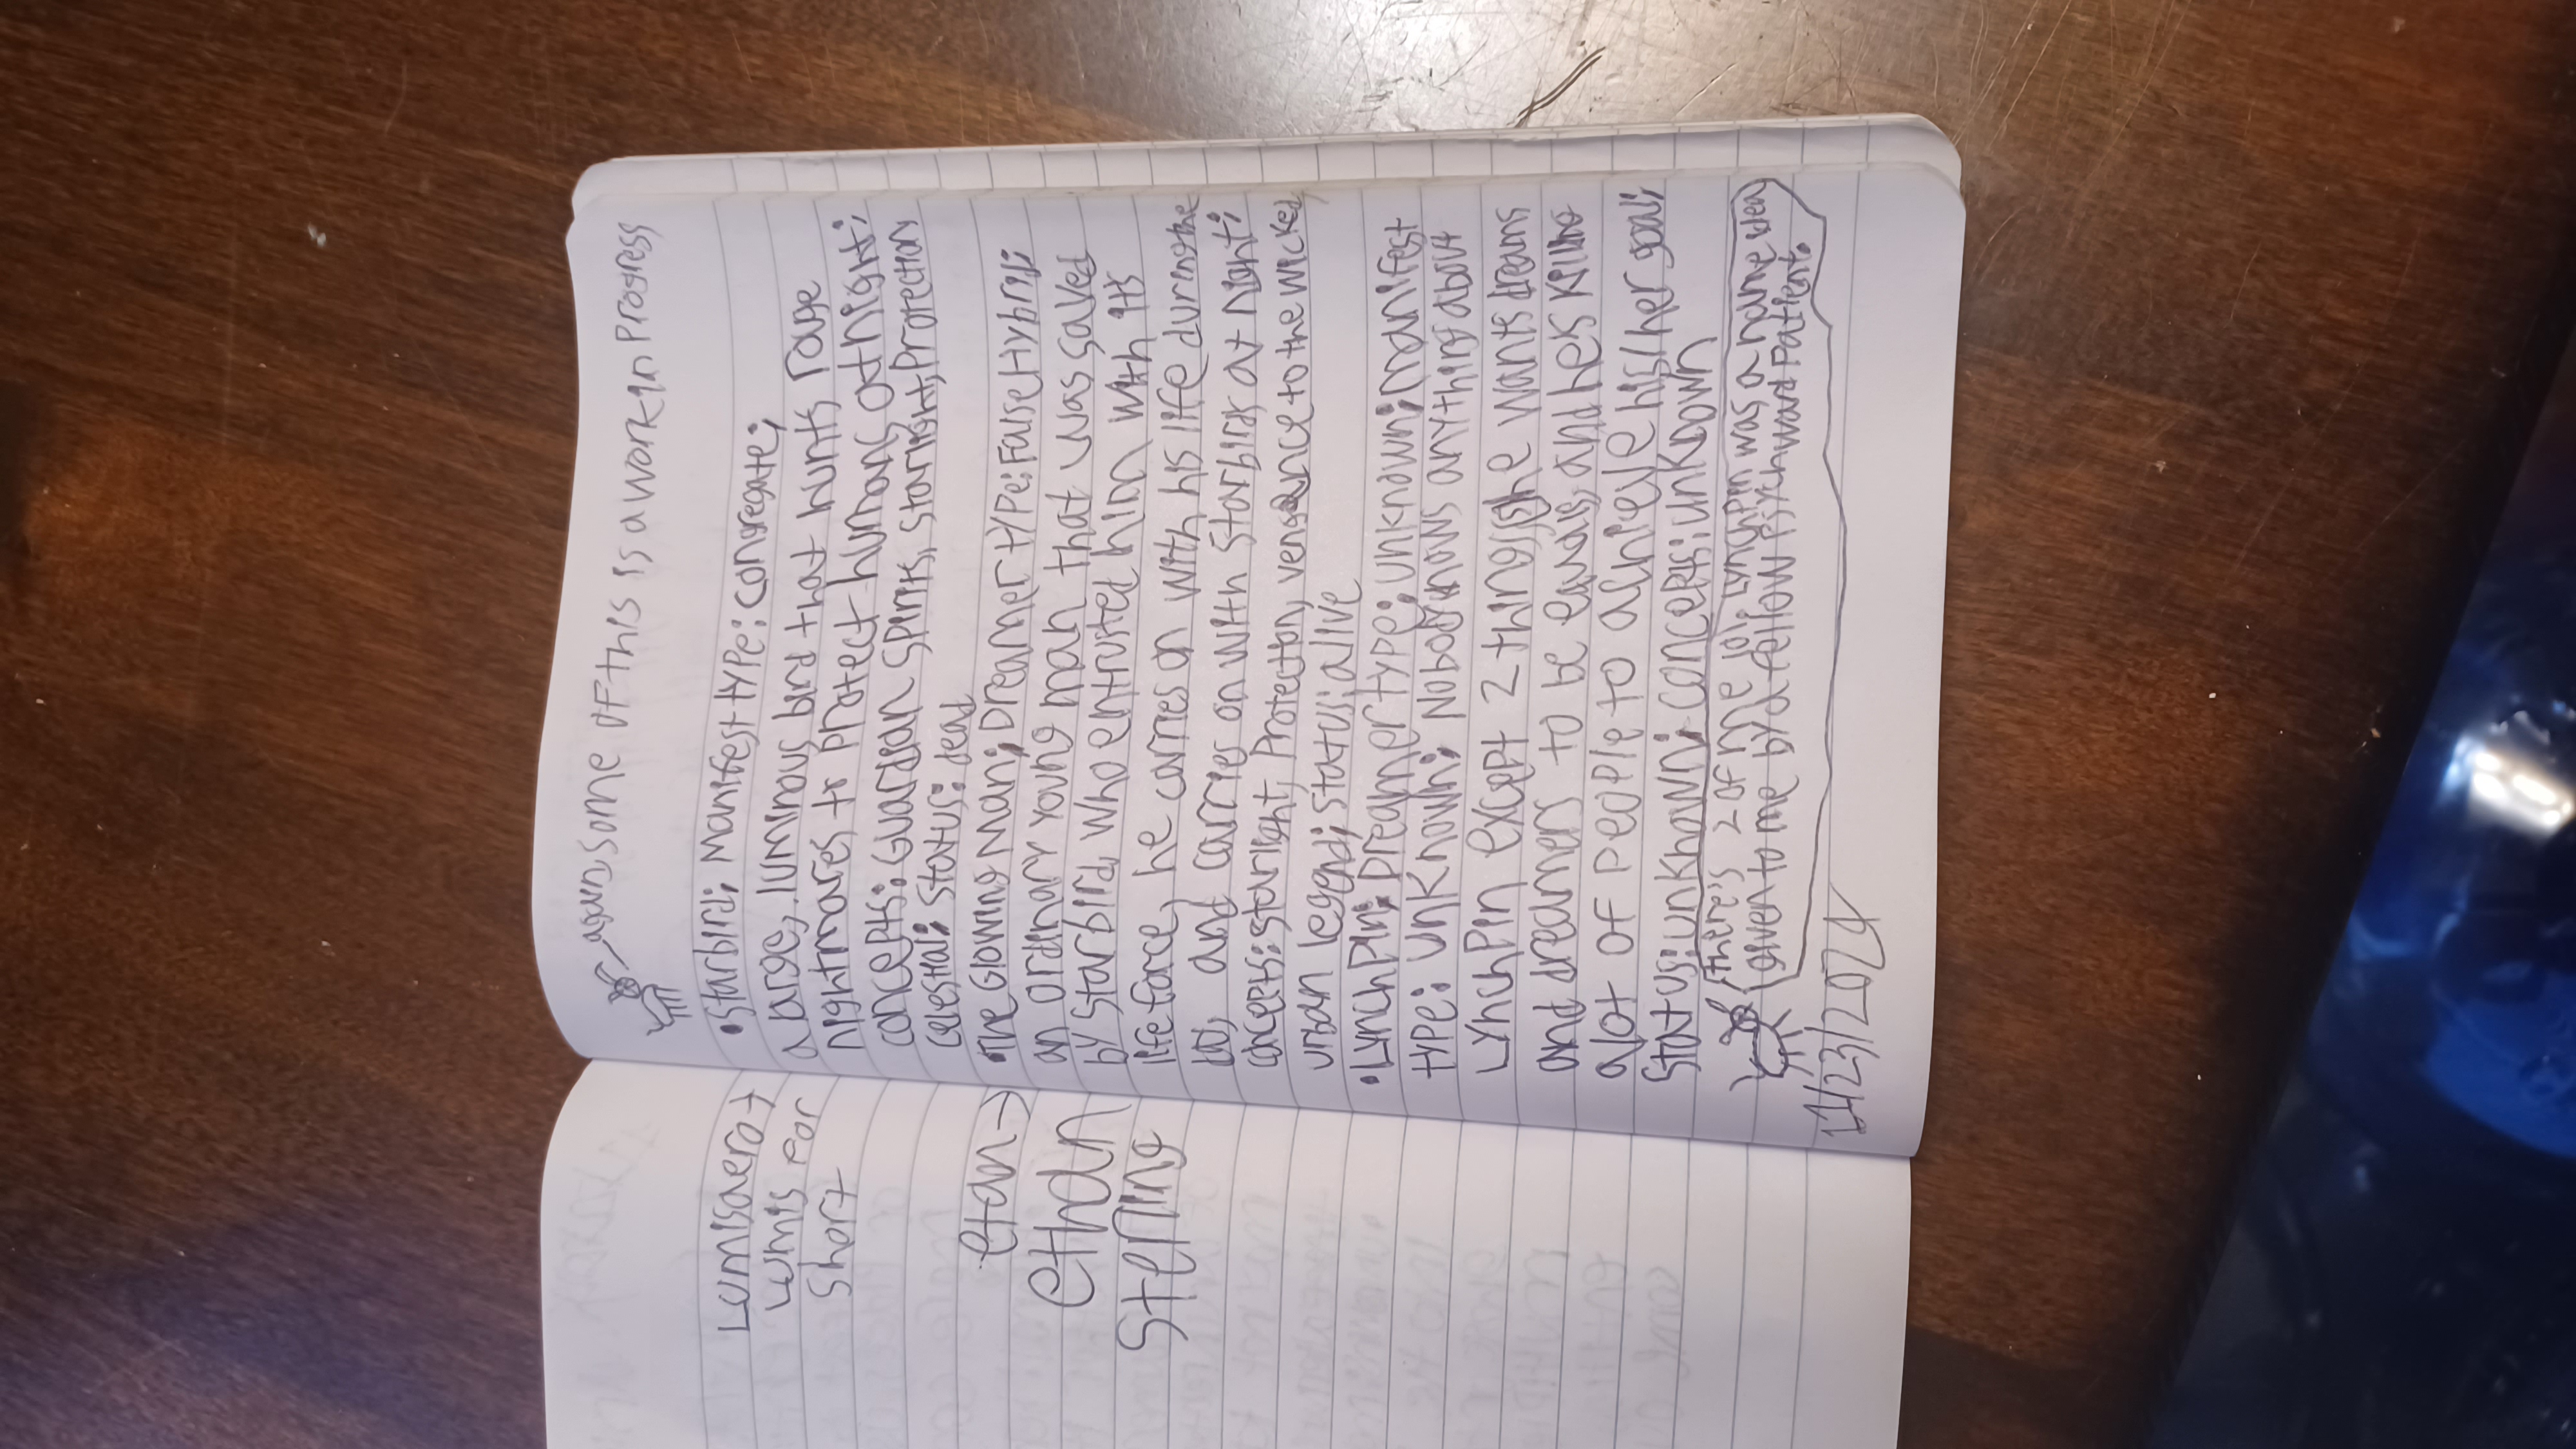 again, some of this is a work in progress
Lumisaero →
Lumis for
short
•Starbird; Manifest type: congregate;
a large, luminous bird that hunts rage
nightmares to protect humans at night;
concepts: Guardian Spirits, starlight, Protection
celestial; status: dead
etan →
ethan
Sterling
•The Glowing Man; Dreamer type: False Hybrid;
an ordinary young man that was saved
by Starbird, who entrusted him with its
life force, he carries on with his life during the
day, and carries on with Starbirds at night;
concepts: starlight, Protection, vengeance to the wicked,
urban legend; status; alive
•LynchPin; Dreamer type; unknown; manifest
type: unknown; Nobody knows anything about
LynchPin except 2 things, s/he wants dreams
and dreamers to be equals, and he's killing
alot of people to achieve his/her goal;
status: unknown; concepts: unknown
there's 2 of me lol. LynchPin was a name idea
given to me by a fellow psychward patient.
11/23/2024